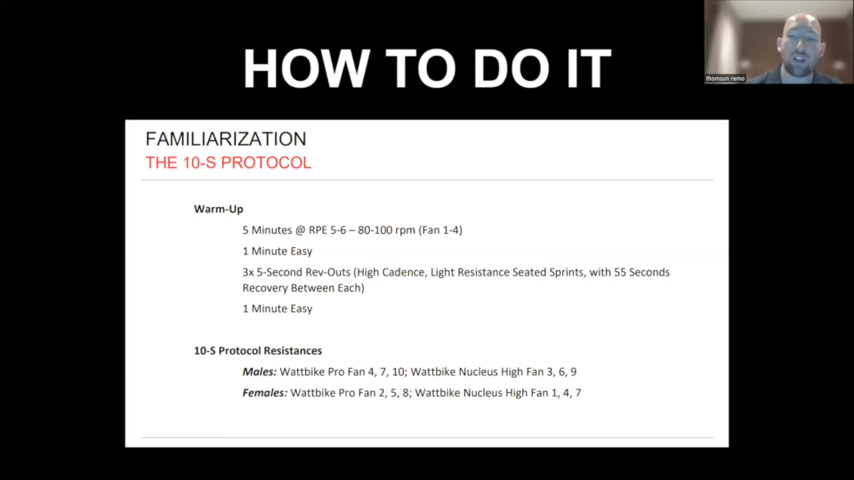 HOW TO DO IT
thomson remo
FAMILIARIZATION
THE 10-S PROTOCOL
Warm-Up
5 Minutes @ RPE 5-6 – 80-100 rpm (Fan 1-4)
1 Minute Easy
3x 5-Second Rev-Outs (High Cadence, Light Resistance Seated Sprints, with 55 Seconds
Recovery Between Each)
1 Minute Easy
10-S Protocol Resistances
Males: Wattbike Pro Fan 4, 7, 10; Wattbike Nucleus High Fan 3, 6, 9
Females: Wattbike Pro Fan 2, 5, 8; Wattbike Nucleus High Fan 1, 4, 7